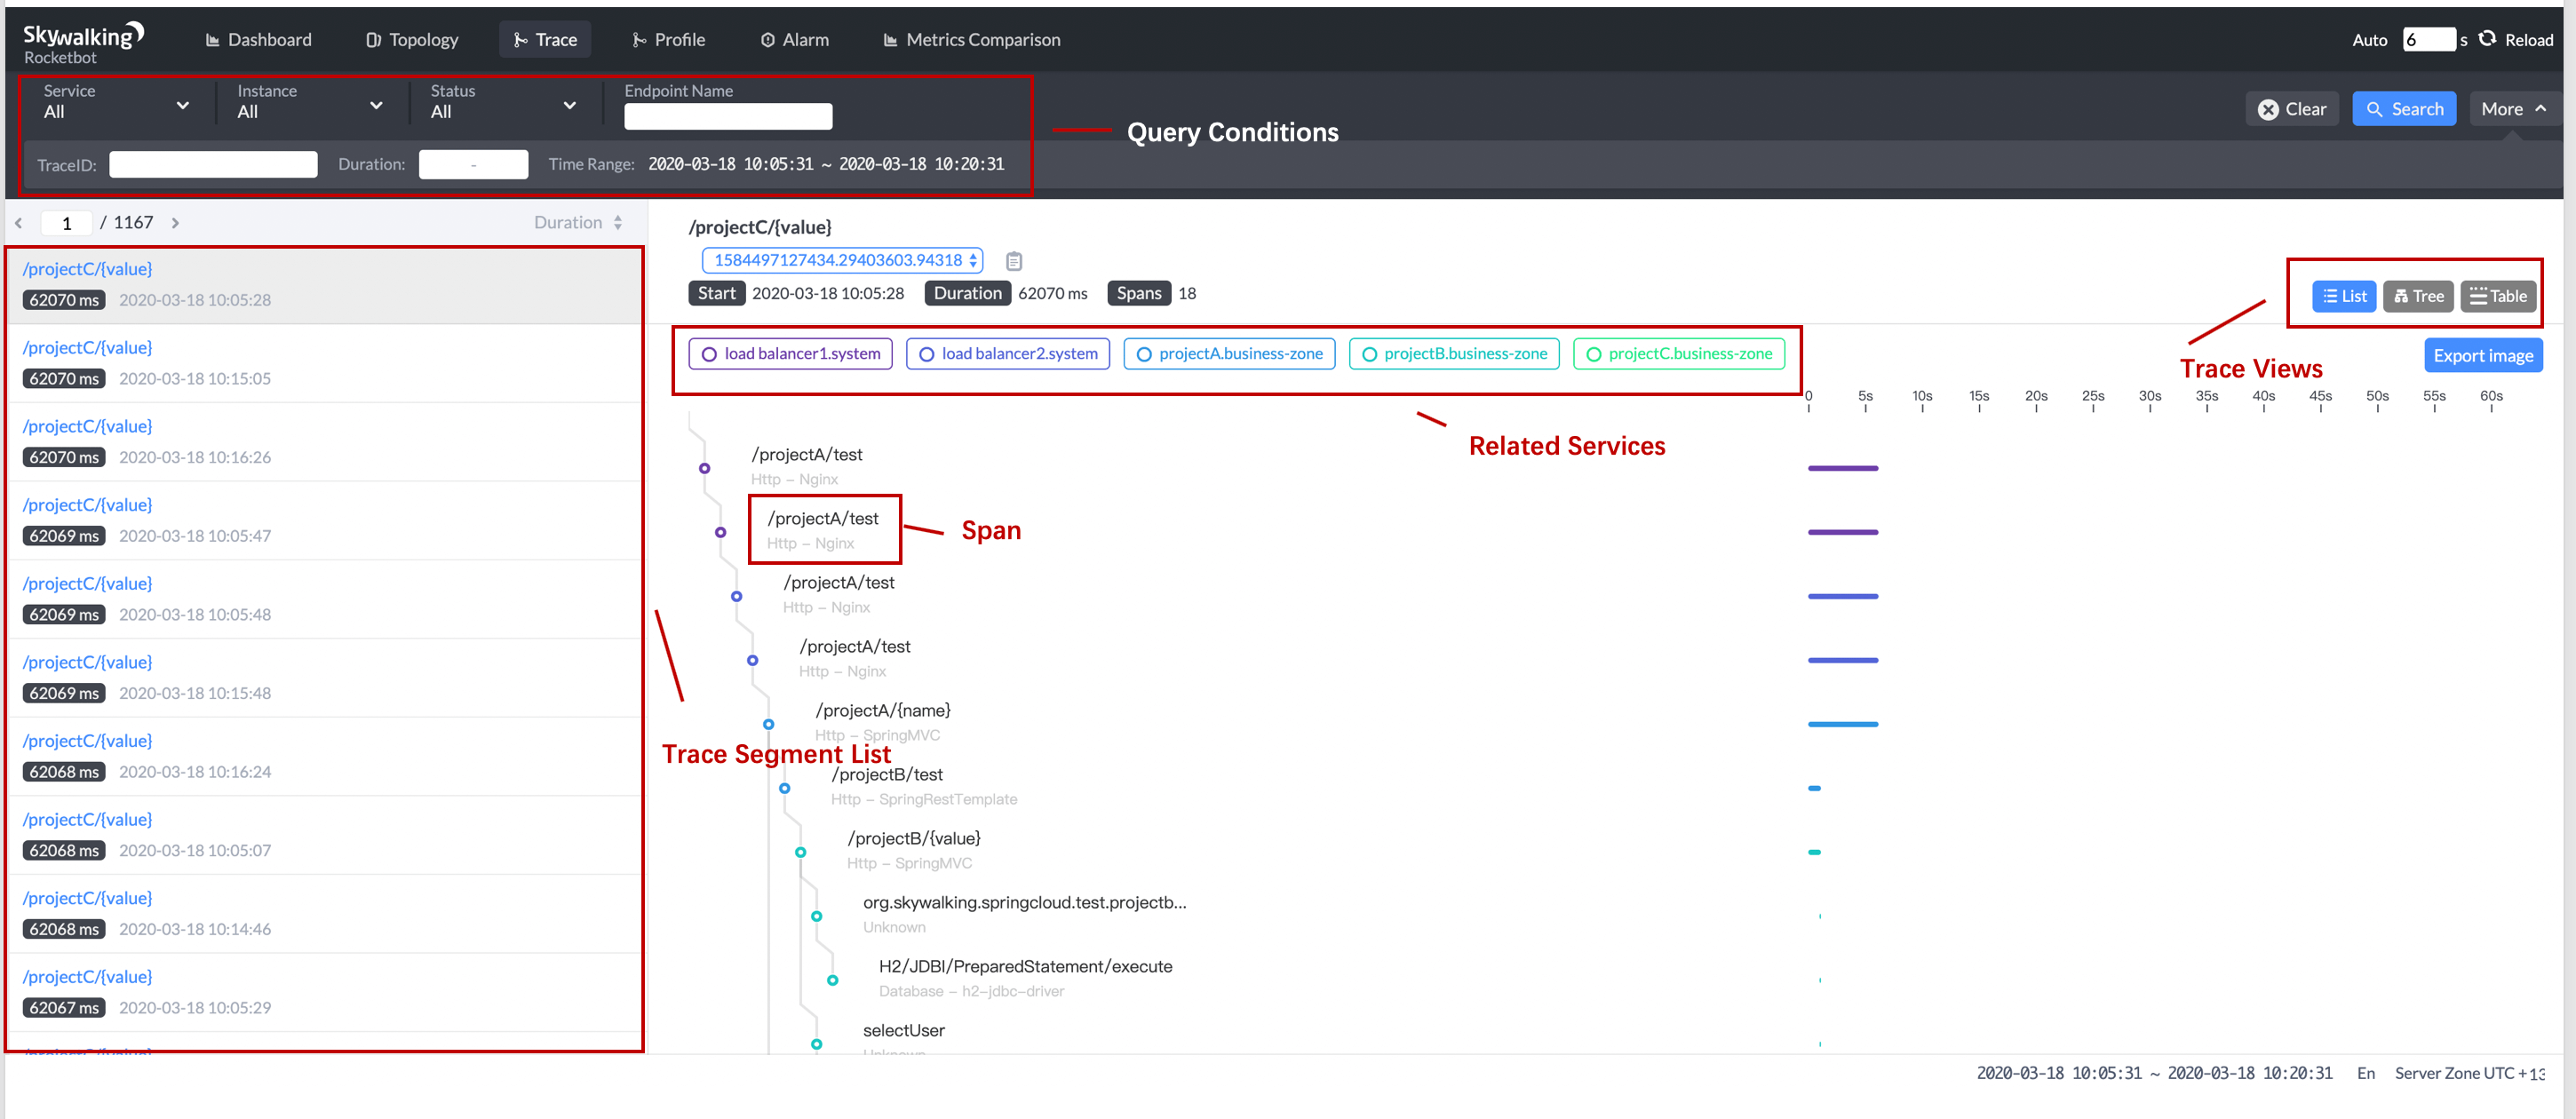 Skywalking
Rocketbot
Dashboard
Topology
Trace
Profile
Alarm
Metrics Comparison
Auto 6 s Reload
Service
All
Instance
All
Status
All
Endpoint Name
Clear
Search
More
Query Conditions
TraceID:
Duration: -
Time Range: 2020-03-18 10:05:31 ~ 2020-03-18 10:20:31
1 / 1167
Duration
/projectC/{value}
62070 ms 2020-03-18 10:05:28
/projectC/{value}
62070 ms 2020-03-18 10:15:05
/projectC/{value}
62070 ms 2020-03-18 10:16:26
/projectC/{value}
62069 ms 2020-03-18 10:05:47
/projectC/{value}
62069 ms 2020-03-18 10:05:48
/projectC/{value}
62069 ms 2020-03-18 10:15:48
/projectC/{value}
62068 ms 2020-03-18 10:16:24
/projectC/{value}
62068 ms 2020-03-18 10:05:07
/projectC/{value}
62068 ms 2020-03-18 10:14:46
/projectC/{value}
62067 ms 2020-03-18 10:05:29
Trace Segment List
/projectC/{value}
1584497127434.29403603.94318
Start 2020-03-18 10:05:28 Duration 62070 ms Spans 18
List
Tree
Table
Trace Views
load balancer1.system
load balancer2.system
projectA.business-zone
projectB.business-zone
projectC.business-zone
Related Services
Export image
0 5s 10s 15s 20s 25s 30s 35s 40s 45s 50s 55s 60s
/projectA/test
Http – Nginx
/projectA/test
Http – Nginx
Span
/projectA/test
Http – Nginx
/projectA/test
Http – Nginx
/projectA/{name}
Http – SpringMVC
/projectB/test
Http – SpringRestTemplate
/projectB/{value}
Http – SpringMVC
org.skywalking.springcloud.test.projectb...
Unknown
H2/JDBI/PreparedStatement/execute
Database – h2-jdbc-driver
selectUser
2020-03-18 10:05:31 ~ 2020-03-18 10:20:31 En Server Zone UTC +